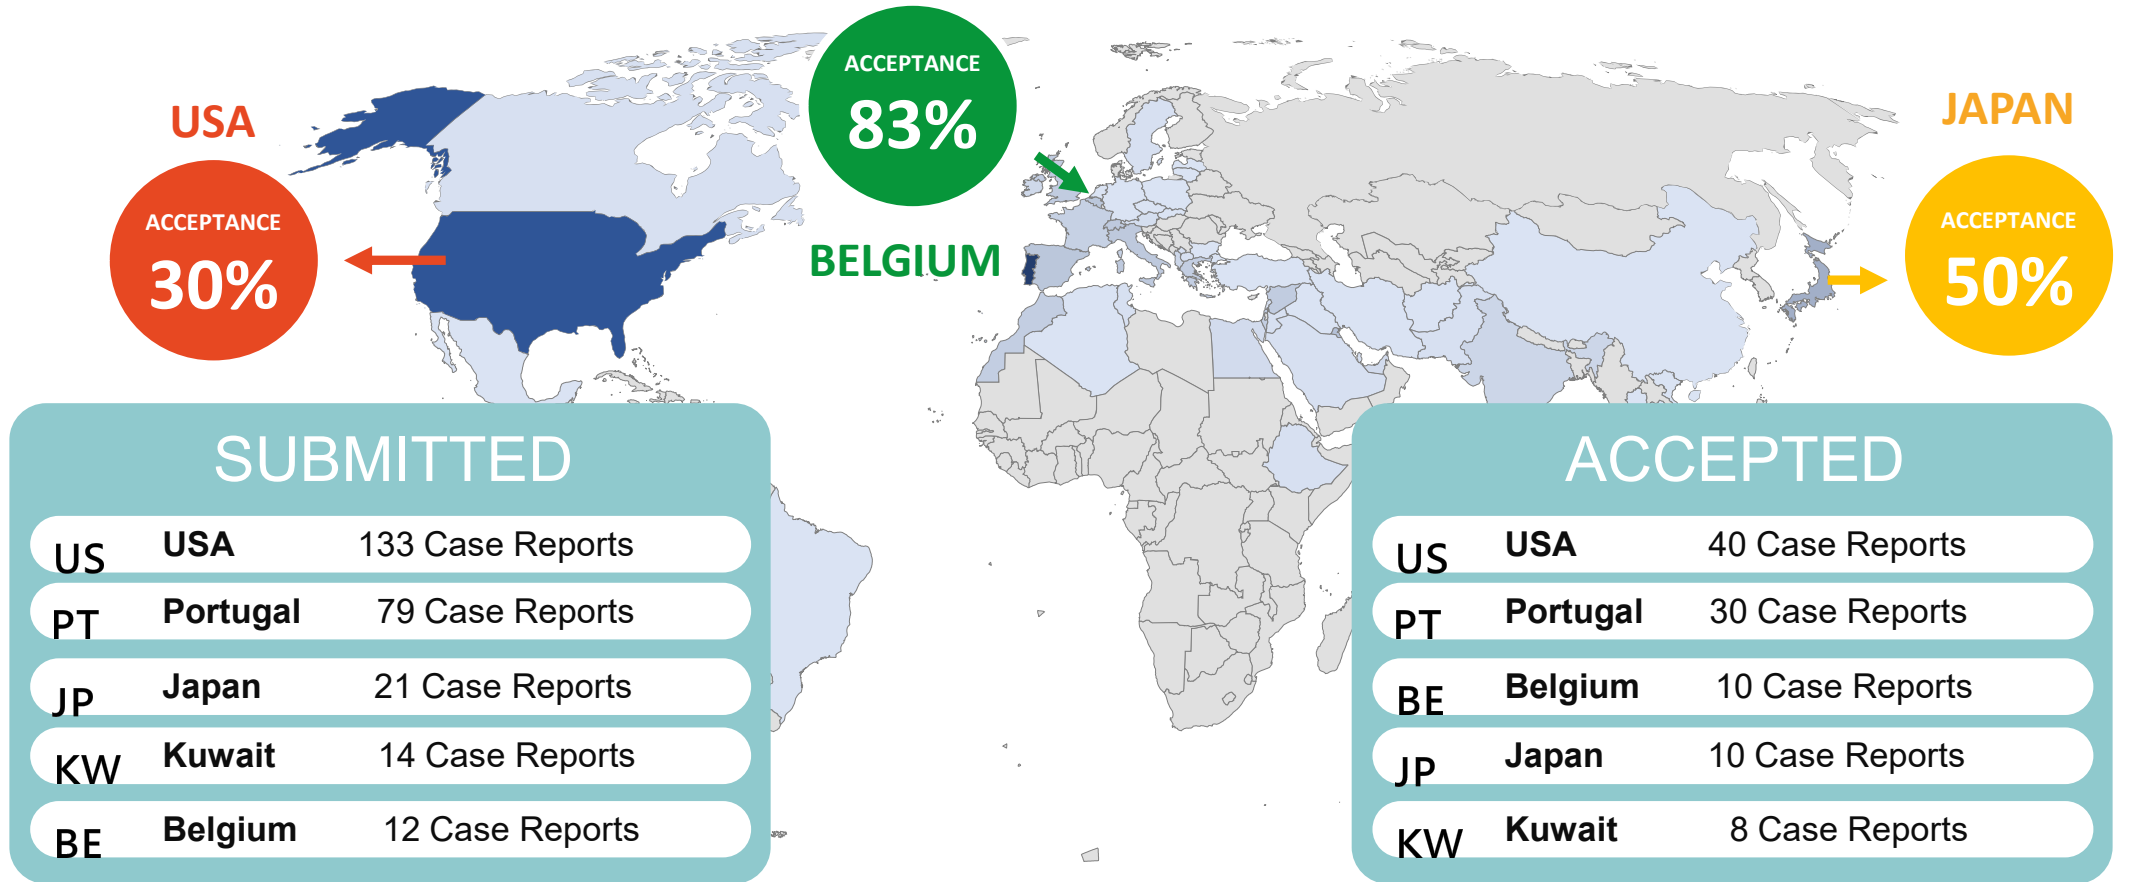 USA
ACCEPTANCE
30%
ACCEPTANCE
83%
BELGIUM
JAPAN
ACCEPTANCE
50%
SUBMITTED
US USA 133 Case Reports
PT Portugal 79 Case Reports
JP Japan 21 Case Reports
KW Kuwait 14 Case Reports
BE Belgium 12 Case Reports
ACCEPTED
US USA 40 Case Reports
PT Portugal 30 Case Reports
BE Belgium 10 Case Reports
JP Japan 10 Case Reports
KW Kuwait 8 Case Reports